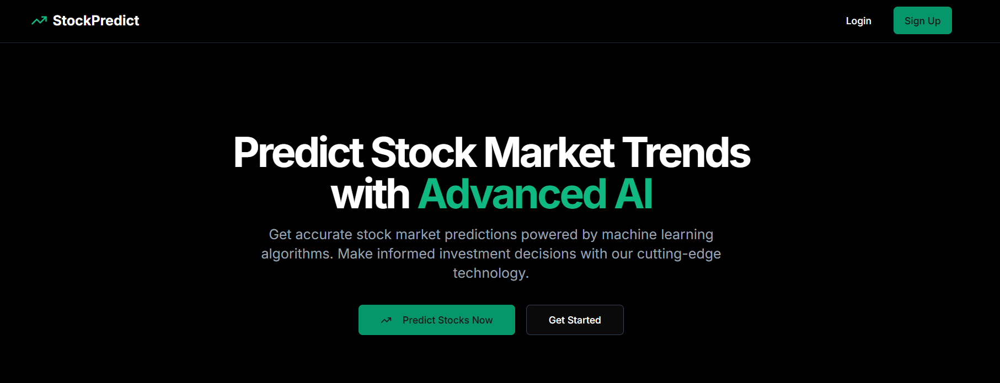 StockPredict
Login
Sign Up
Predict Stock Market Trends
with Advanced AI
Get accurate stock market predictions powered by machine learning
algorithms. Make informed investment decisions with our cutting-edge
technology.
Predict Stocks Now
Get Started